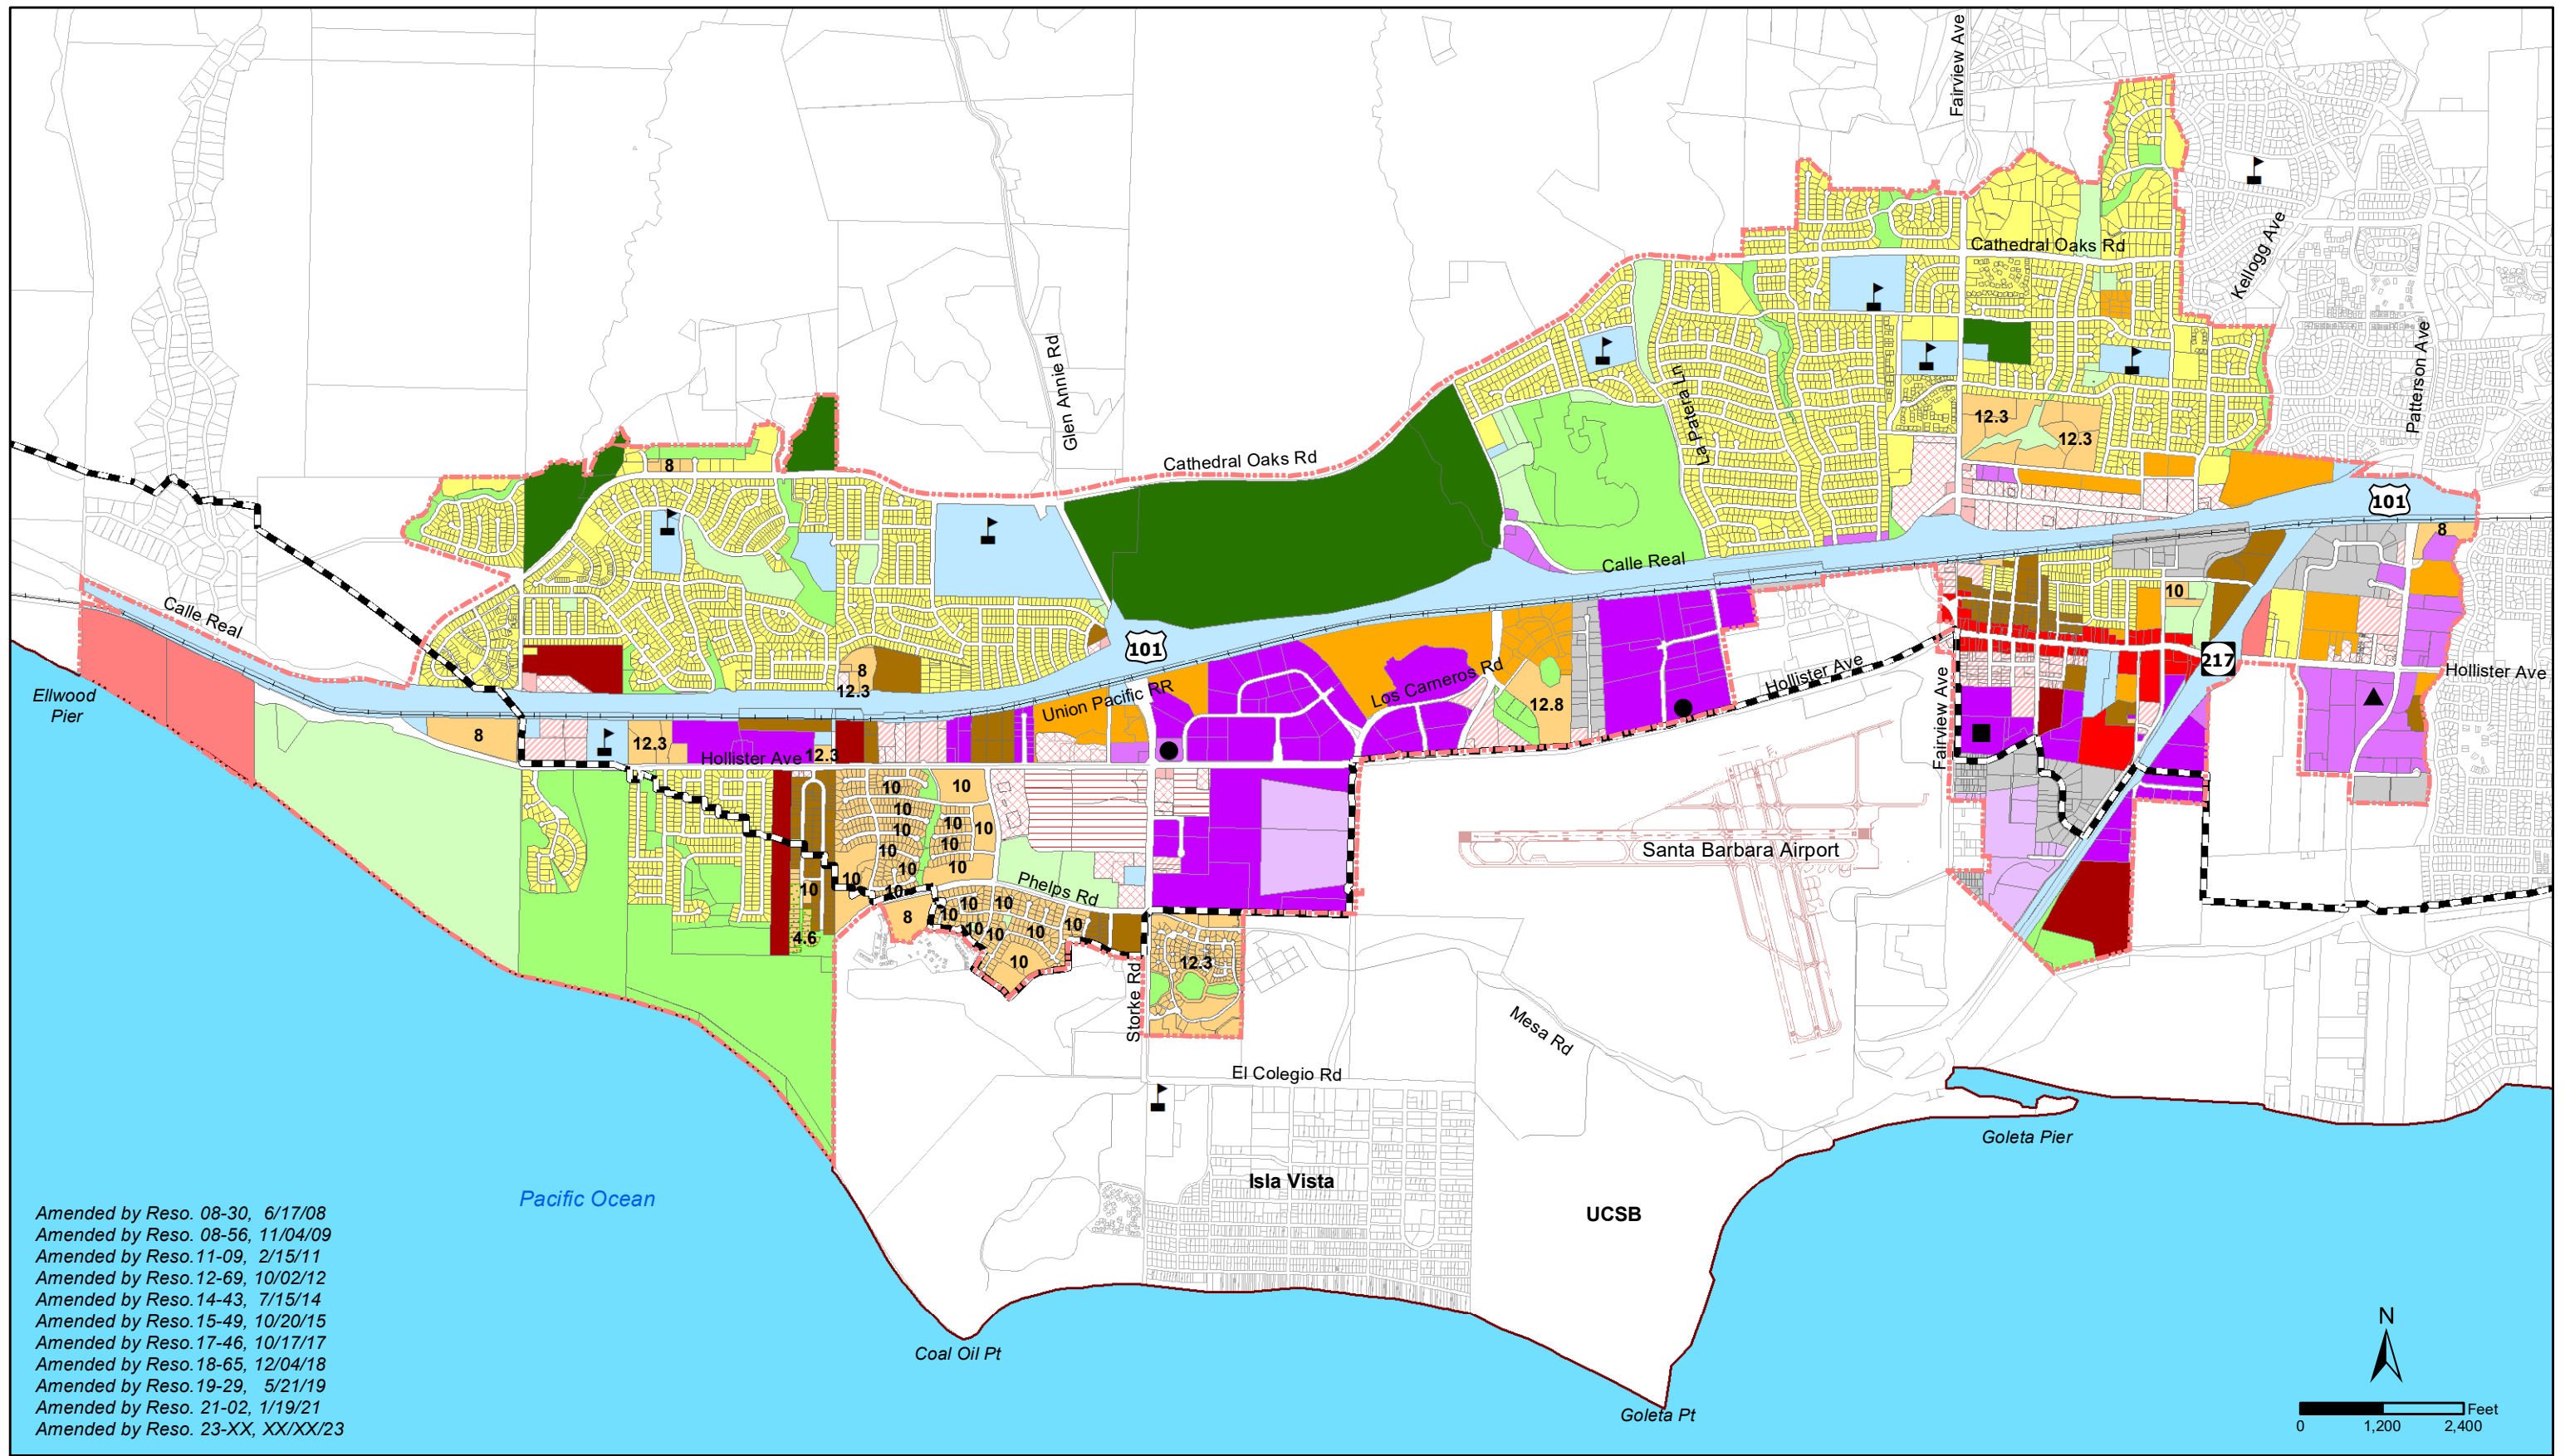 Fairview Ave
Cathedral Oaks Rd
Kellogg Ave
Patterson Ave
Glen Annie Rd
La Patera Ln
12.3
12.3
Cathedral Oaks Rd
8
101
8
Calle Real
Calle Real
10
101
217
Ellwood
Pier
8
12.3
Union Pacific RR
Los Carneros Rd
Hollister Ave
Hollister Ave
Fairview Ave
12.8
8
12.3
Hollister Ave
12.3
10
10
10
10
10
10
10
10
10
10
10
10
10
10
Phelps Rd
Santa Barbara Airport
8
10
10
10
10
10
10
10
10
4.6
12.3
Storke Rd
Mesa Rd
El Colegio Rd
Goleta Pier
Isla Vista
UCSB
Pacific Ocean
Coal Oil Pt
Goleta Pt
Amended by Reso. 08-30, 6/17/08
Amended by Reso. 08-56, 11/04/09
Amended by Reso.11-09, 2/15/11
Amended by Reso.12-69, 10/02/12
Amended by Reso.14-43, 7/15/14
Amended by Reso.15-49, 10/20/15
Amended by Reso.17-46, 10/17/17
Amended by Reso.18-65, 12/04/18
Amended by Reso.19-29, 5/21/19
Amended by Reso. 21-02, 1/19/21
Amended by Reso. 23-XX, XX/XX/23
N
Feet
0 1,200 2,400